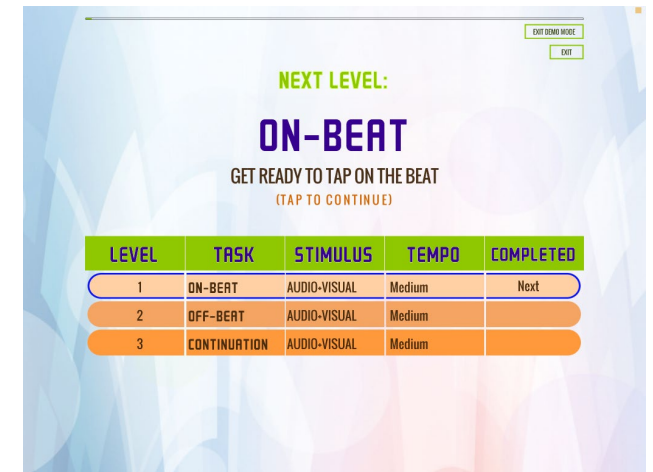 EXIT DEMO MODE
EXIT
NEXT LEVEL:
ON-BEAT
GET READY TO TAP ON THE BEAT
(TAP TO CONTINUE)
LEVEL TASK STIMULUS TEMPO COMPLETED
1 ON-BEAT AUDIO+VISUAL Medium Next
2 OFF-BEAT AUDIO+VISUAL Medium
3 CONTINUATION AUDIO+VISUAL Medium